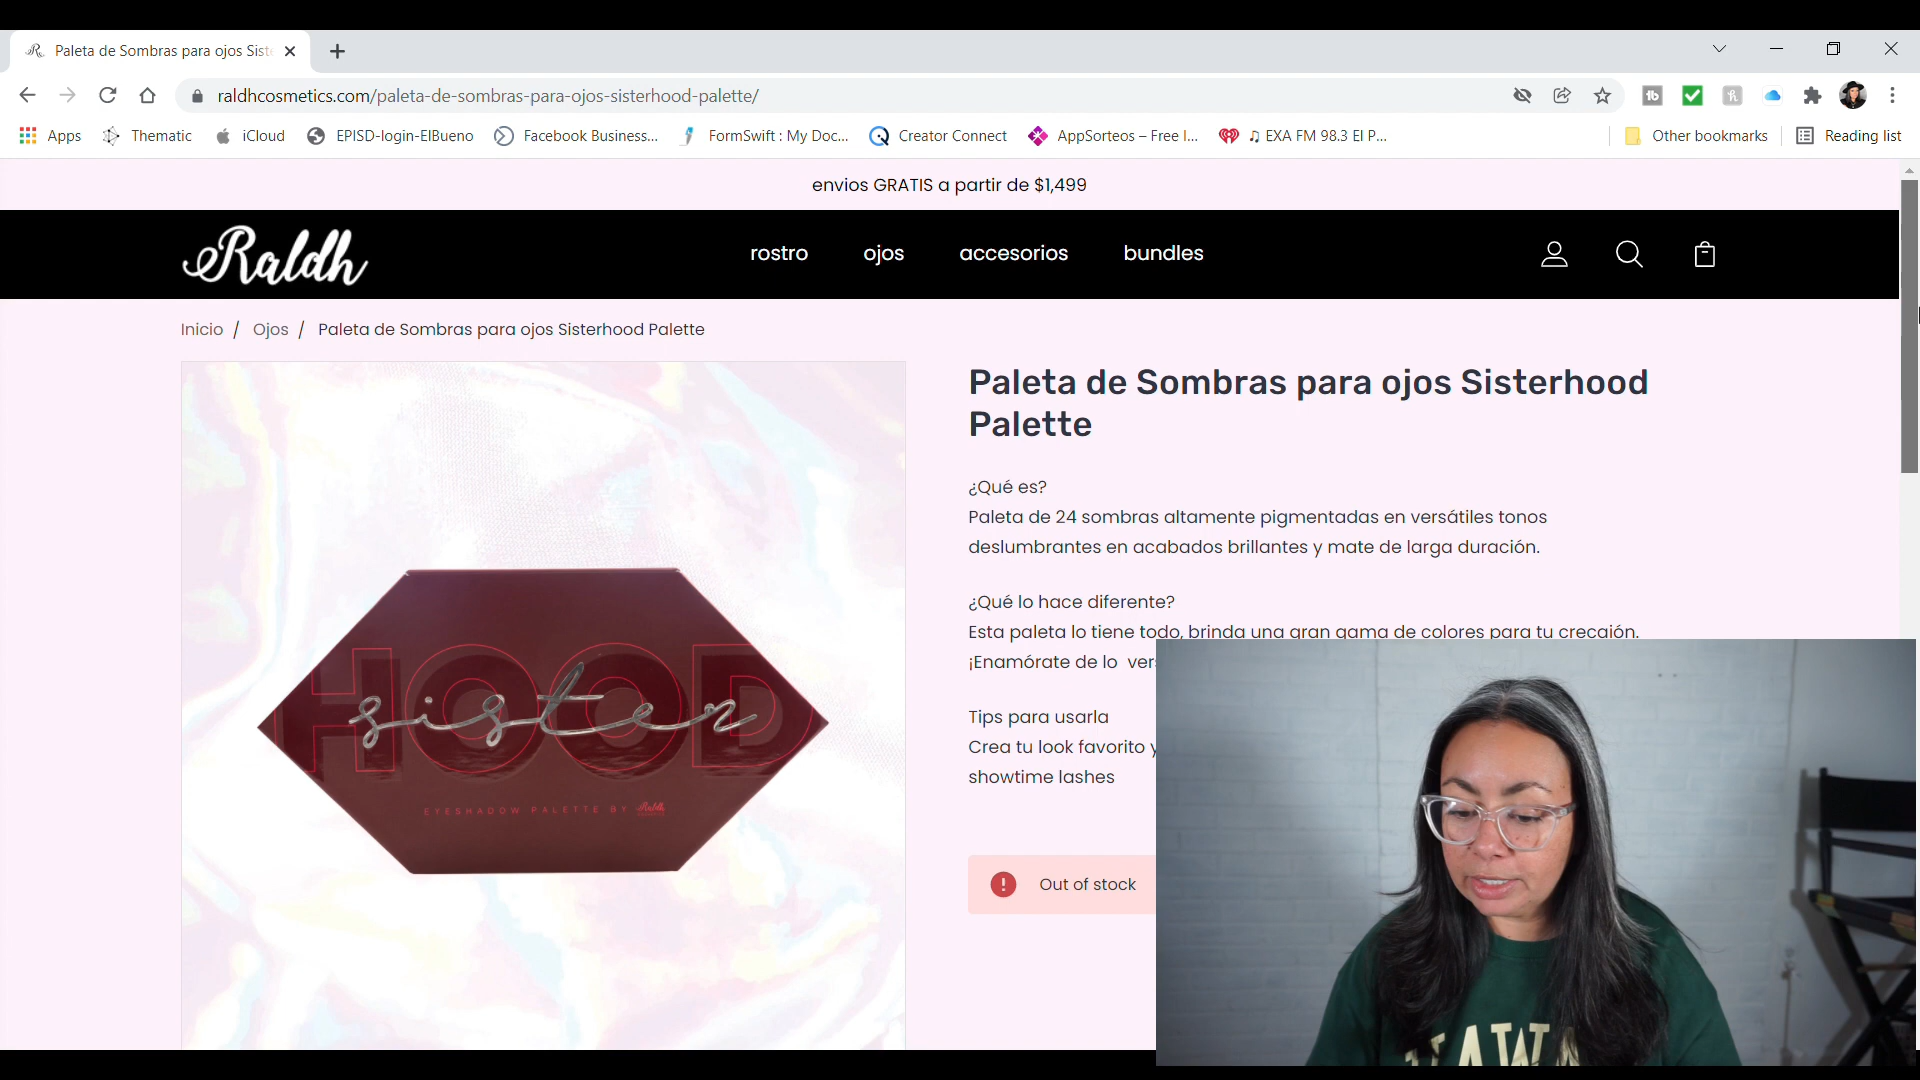 Paleta de Sombras para ojos Sist
raldhcosmetics.com/paleta-de-sombras-para-ojos-sisterhood-palette/
Apps Thematic iCloud EPISD-login-ElBueno Facebook Business... FormSwift : My Doc... Creator Connect AppSorteos – Free I... ♫ EXA FM 98.3 El P... Other bookmarks Reading list
envios GRATIS a partir de $1,499
Raldh rostro ojos accesorios bundles
Inicio / Ojos / Paleta de Sombras para ojos Sisterhood Palette
Paleta de Sombras para ojos Sisterhood
Palette
¿Qué es?
Paleta de 24 sombras altamente pigmentadas en versátiles tonos
deslumbrantes en acabados brillantes y mate de larga duración.
¿Qué lo hace diferente?
Esta paleta lo tiene todo, brinda una gran gama de colores para tu crecaión.
¡Enamórate de lo ver
Tips para usarla
Crea tu look favorito y
showtime lashes
Out of stock
HOOD
sister
EYESHADOW PALETTE BY Raldh